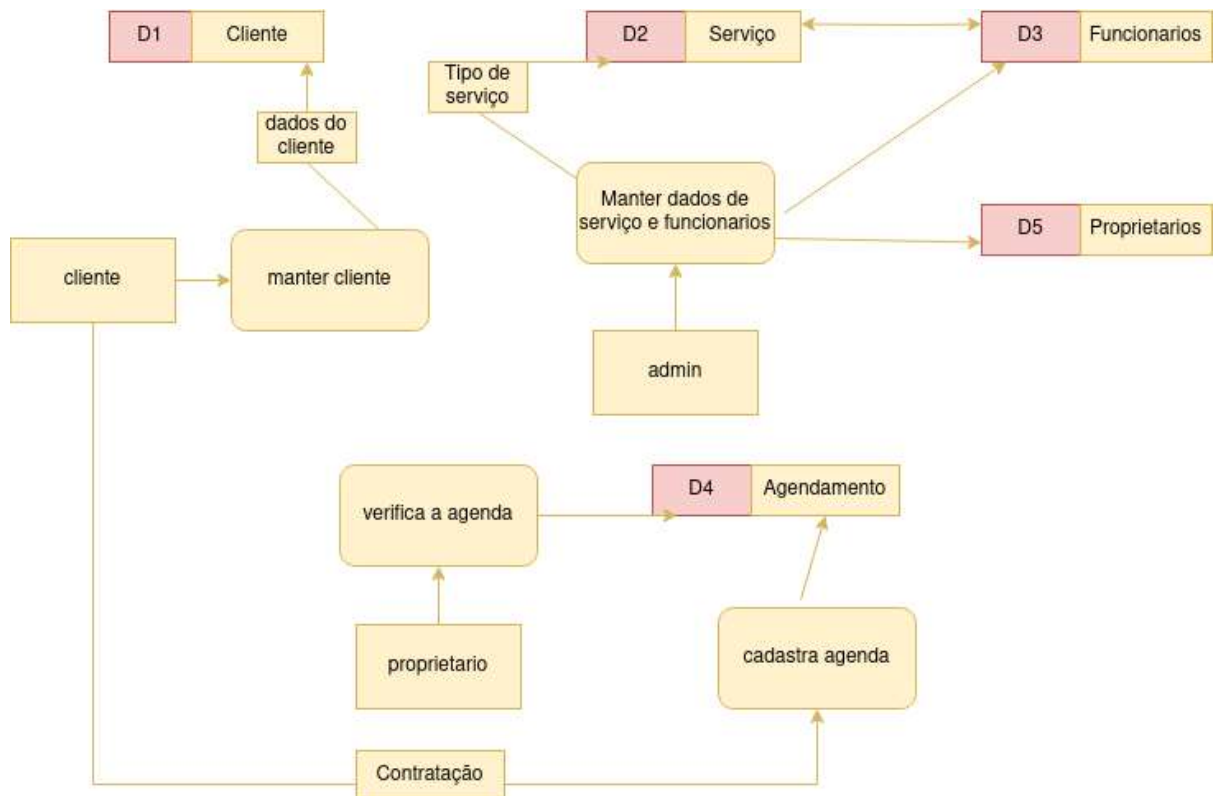 D1
Cliente
D2
Serviço
D3
Funcionarios
Tipo de
serviço
dados do
cliente
Manter dados de
serviço e funcionarios
D5
Proprietarios
cliente
manter cliente
admin
verifica a agenda
D4
Agendamento
proprietario
cadastra agenda
Contratação